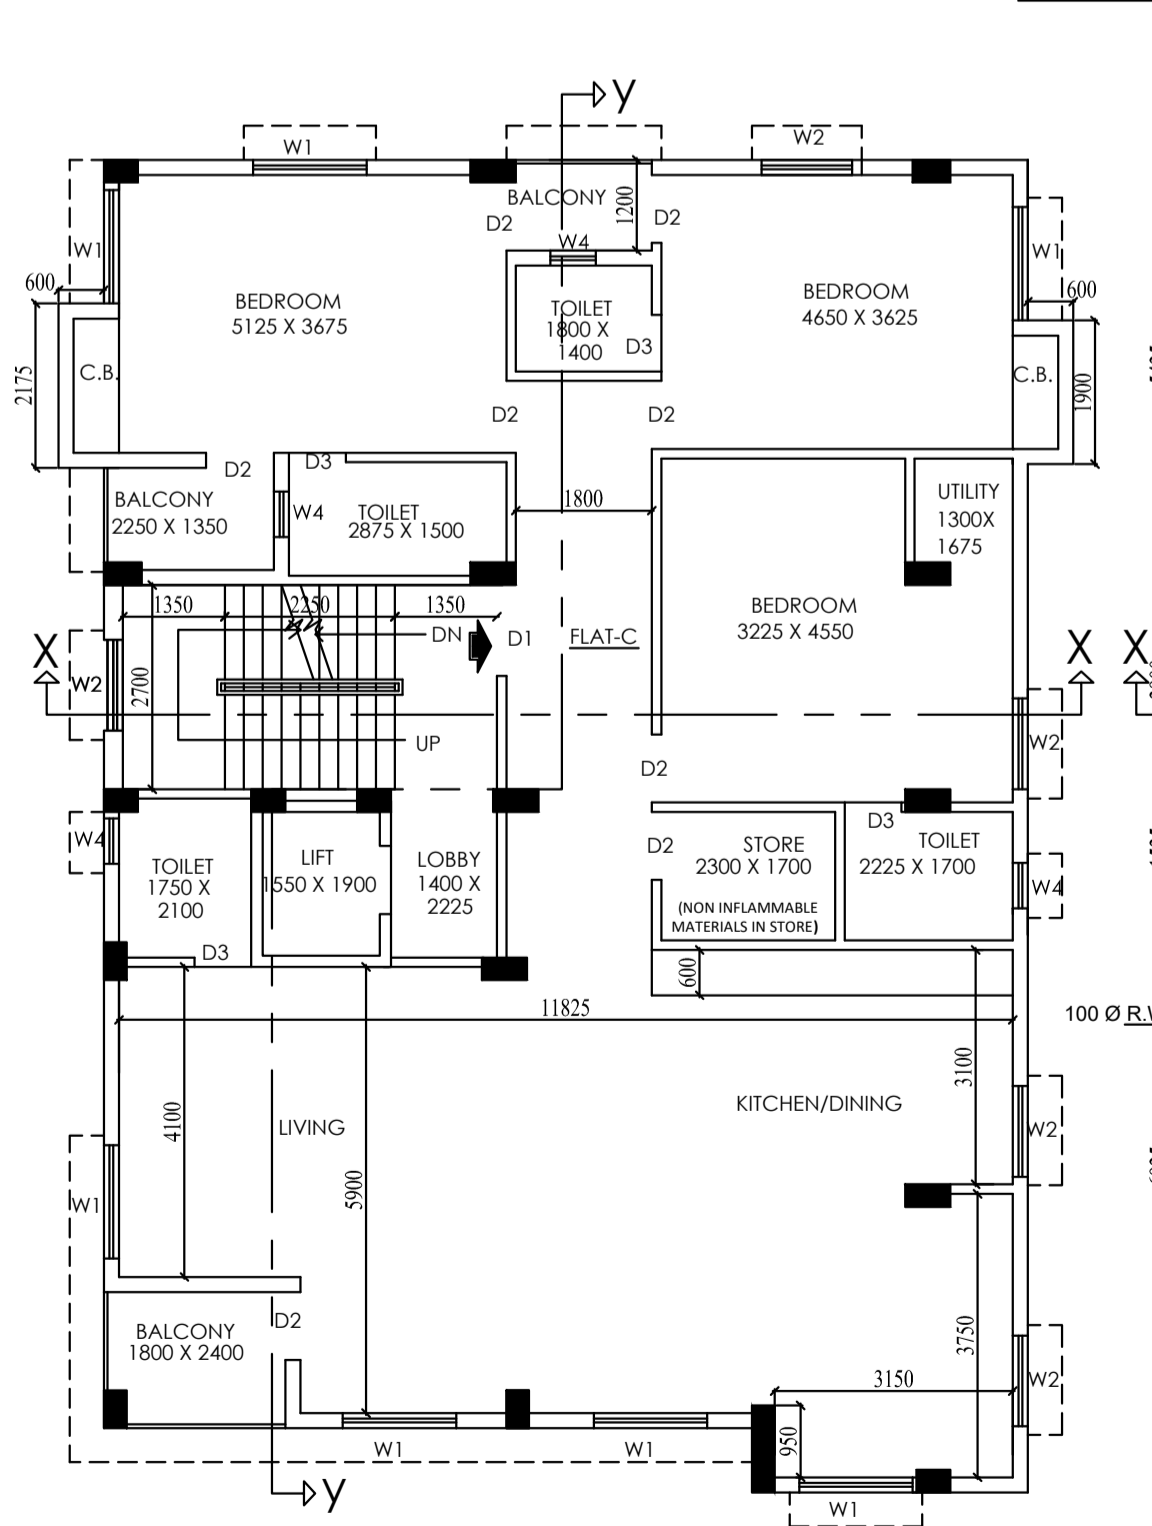 y
W1
W2
BALCONY
1200
D2
D2
W4
W1
W1
600
600
BEDROOM
5125 X 3675
TOILET
1800 X
1400
D3
BEDROOM
4650 X 3625
C.B.
C.B.
2175
1900
D2
D2
D2
D3
BALCONY
2250 X 1350
W4
TOILET
2875 X 1500
1800
UTILITY
1300X
1675
1350
2250
1350
DN
D1
FLAT-C
BEDROOM
3225 X 4550
X
X
X
W2
2700
UP
W2
D2
W4
TOILET
1750 X
2100
LIFT
1550 X 1900
LOBBY
1400 X
2225
D2
STORE
2300 X 1700
(NON INFLAMMABLE
MATERIALS IN STORE)
D3
TOILET
2225 X 1700
W4
D3
600
11825
100 Ø R.W
3100
4100
LIVING
KITCHEN/DINING
W2
5900
W1
D2
BALCONY
1800 X 2400
3750
3150
W2
950
W1
W1
W1
y